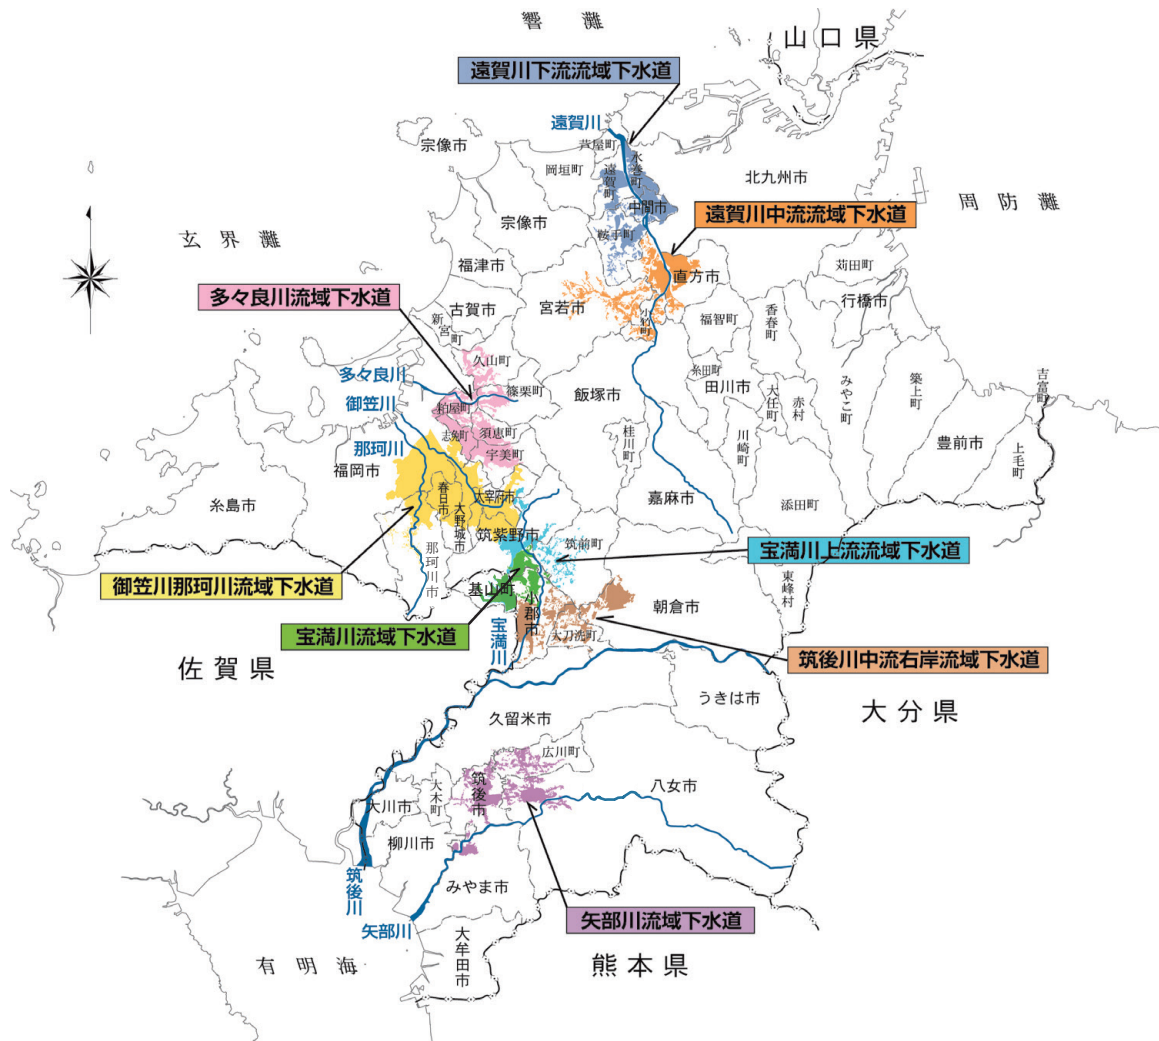 響灘
山口県
遠賀川下流流域下水道
遠賀川
芦屋町
水巻町
宗像市
岡垣町
遠賀町
北九州市
周防灘
中間市
遠賀川中流流域下水道
宗像市
鞍手町
玄界灘
福津市
直方市
苅田町
多々良川流域下水道
古賀市
宮若市
行橋市
新宮町
小竹町
福智町
香春町
久山町
多々良川
篠栗町
飯塚市
糸田町
田川市
大任町
赤村
みやこ町
築上町
吉富町
御笠川
粕屋町
志免町
須恵町
桂川町
川崎町
豊前市
上毛町
那珂川
宇美町
福岡市
春日市
大野城市
太宰府市
嘉麻市
添田町
糸島市
筑紫野市
筑前町
那珂川市
宝満川上流流域下水道
御笠川那珂川流域下水道
基山町
小郡市
東峰村
朝倉市
宝満川流域下水道
宝満川
大刀洗町
筑後川中流右岸流域下水道
佐賀県
うきは市
大分県
久留米市
広川町
筑後市
大木町
大川市
八女市
柳川市
筑後川
みやま市
矢部川
矢部川流域下水道
大牟田市
有明海
熊本県